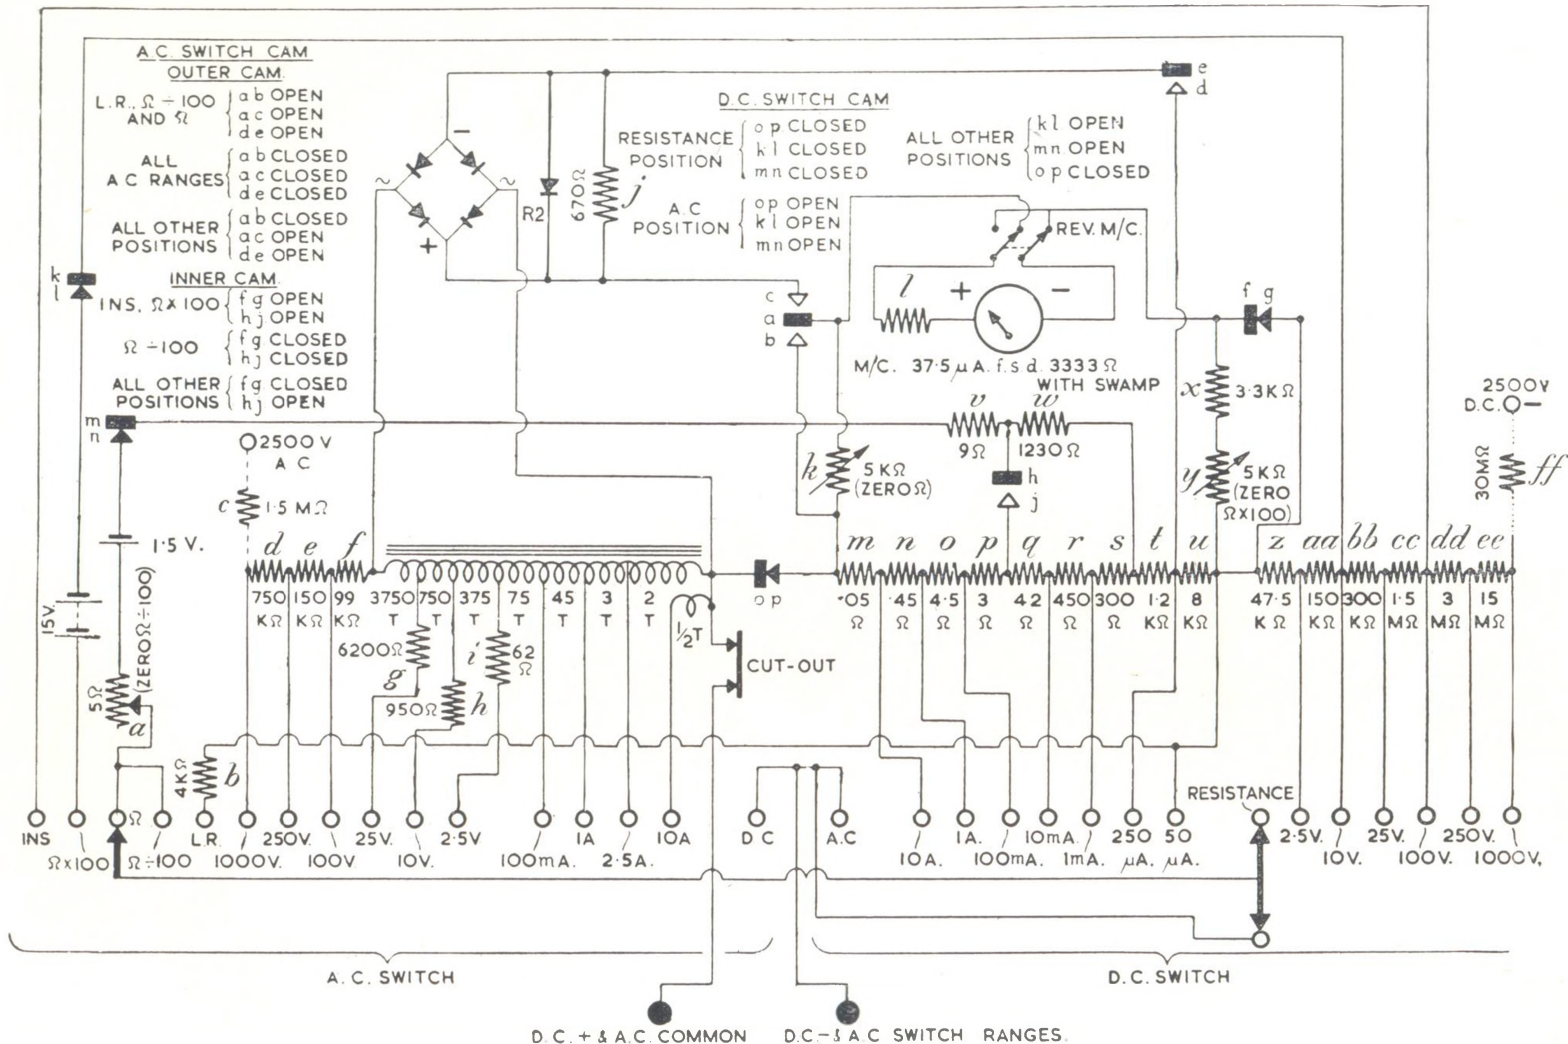 A.C. SWITCH CAM
OUTER CAM.
L.R., Ω ÷ 100 AND Ω
ab OPEN
ac OPEN
de OPEN
ALL A C RANGES
ab CLOSED
ac CLOSED
de CLOSED
ALL OTHER POSITIONS
ab CLOSED
ac OPEN
de OPEN
INNER CAM.
INS, Ω×100
fg OPEN
hj OPEN
Ω ÷100
fg CLOSED
hj CLOSED
ALL OTHER POSITIONS
fg CLOSED
hj OPEN
D.C. SWITCH CAM
RESISTANCE POSITION
op CLOSED
kl CLOSED
mn CLOSED
ALL OTHER POSITIONS
kl OPEN
mn OPEN
op CLOSED
A.C POSITION
op OPEN
kl OPEN
mn OPEN
e
d
−
~
~
+
R2
670Ω
j
REV. M/C.
c
a
b
l
+
−
f g
M/C. 37·5 μA. f.s.d. 3333 Ω
WITH SWAMP
k
l
m
n
2500 V
A C
c
1·5 MΩ
v
9Ω
w
1230Ω
h
j
k
5 KΩ
(ZERO Ω)
x
3·3KΩ
y
5KΩ
(ZERO
Ω×100)
2500V
D.C. −
30MΩ
ff
1·5 V.
15V.
5Ω
(ZERO Ω÷100)
a
d e f
750 KΩ
150 KΩ
99 KΩ
3750 T
750 T
375 T
75 T
45 T
3 T
2 T
½T
o p
m n o p q r s t u
·05 Ω
·45 Ω
4·5 Ω
3 Ω
42 Ω
450 Ω
300 Ω
1·2 KΩ
8 KΩ
z aa bb cc dd ee
47·5 KΩ
150 KΩ
300 KΩ
1·5 MΩ
3 MΩ
15 MΩ
6200Ω
g
950Ω
h
i
62 Ω
CUT-OUT
4KΩ
b
RESISTANCE
INS
Ω×100
Ω
Ω÷100
L.R.
1000V.
250V.
100V.
25V.
10V.
2·5V.
100mA.
1A
2·5A.
10A
D C
A.C
10A.
1A.
100mA.
10mA.
1mA.
250 μA.
50 μA.
2·5V.
10V.
25V.
100V.
250V.
1000V,
A.C. SWITCH
D.C. SWITCH
D.C. + & A.C. COMMON
D.C.− & A.C SWITCH RANGES.